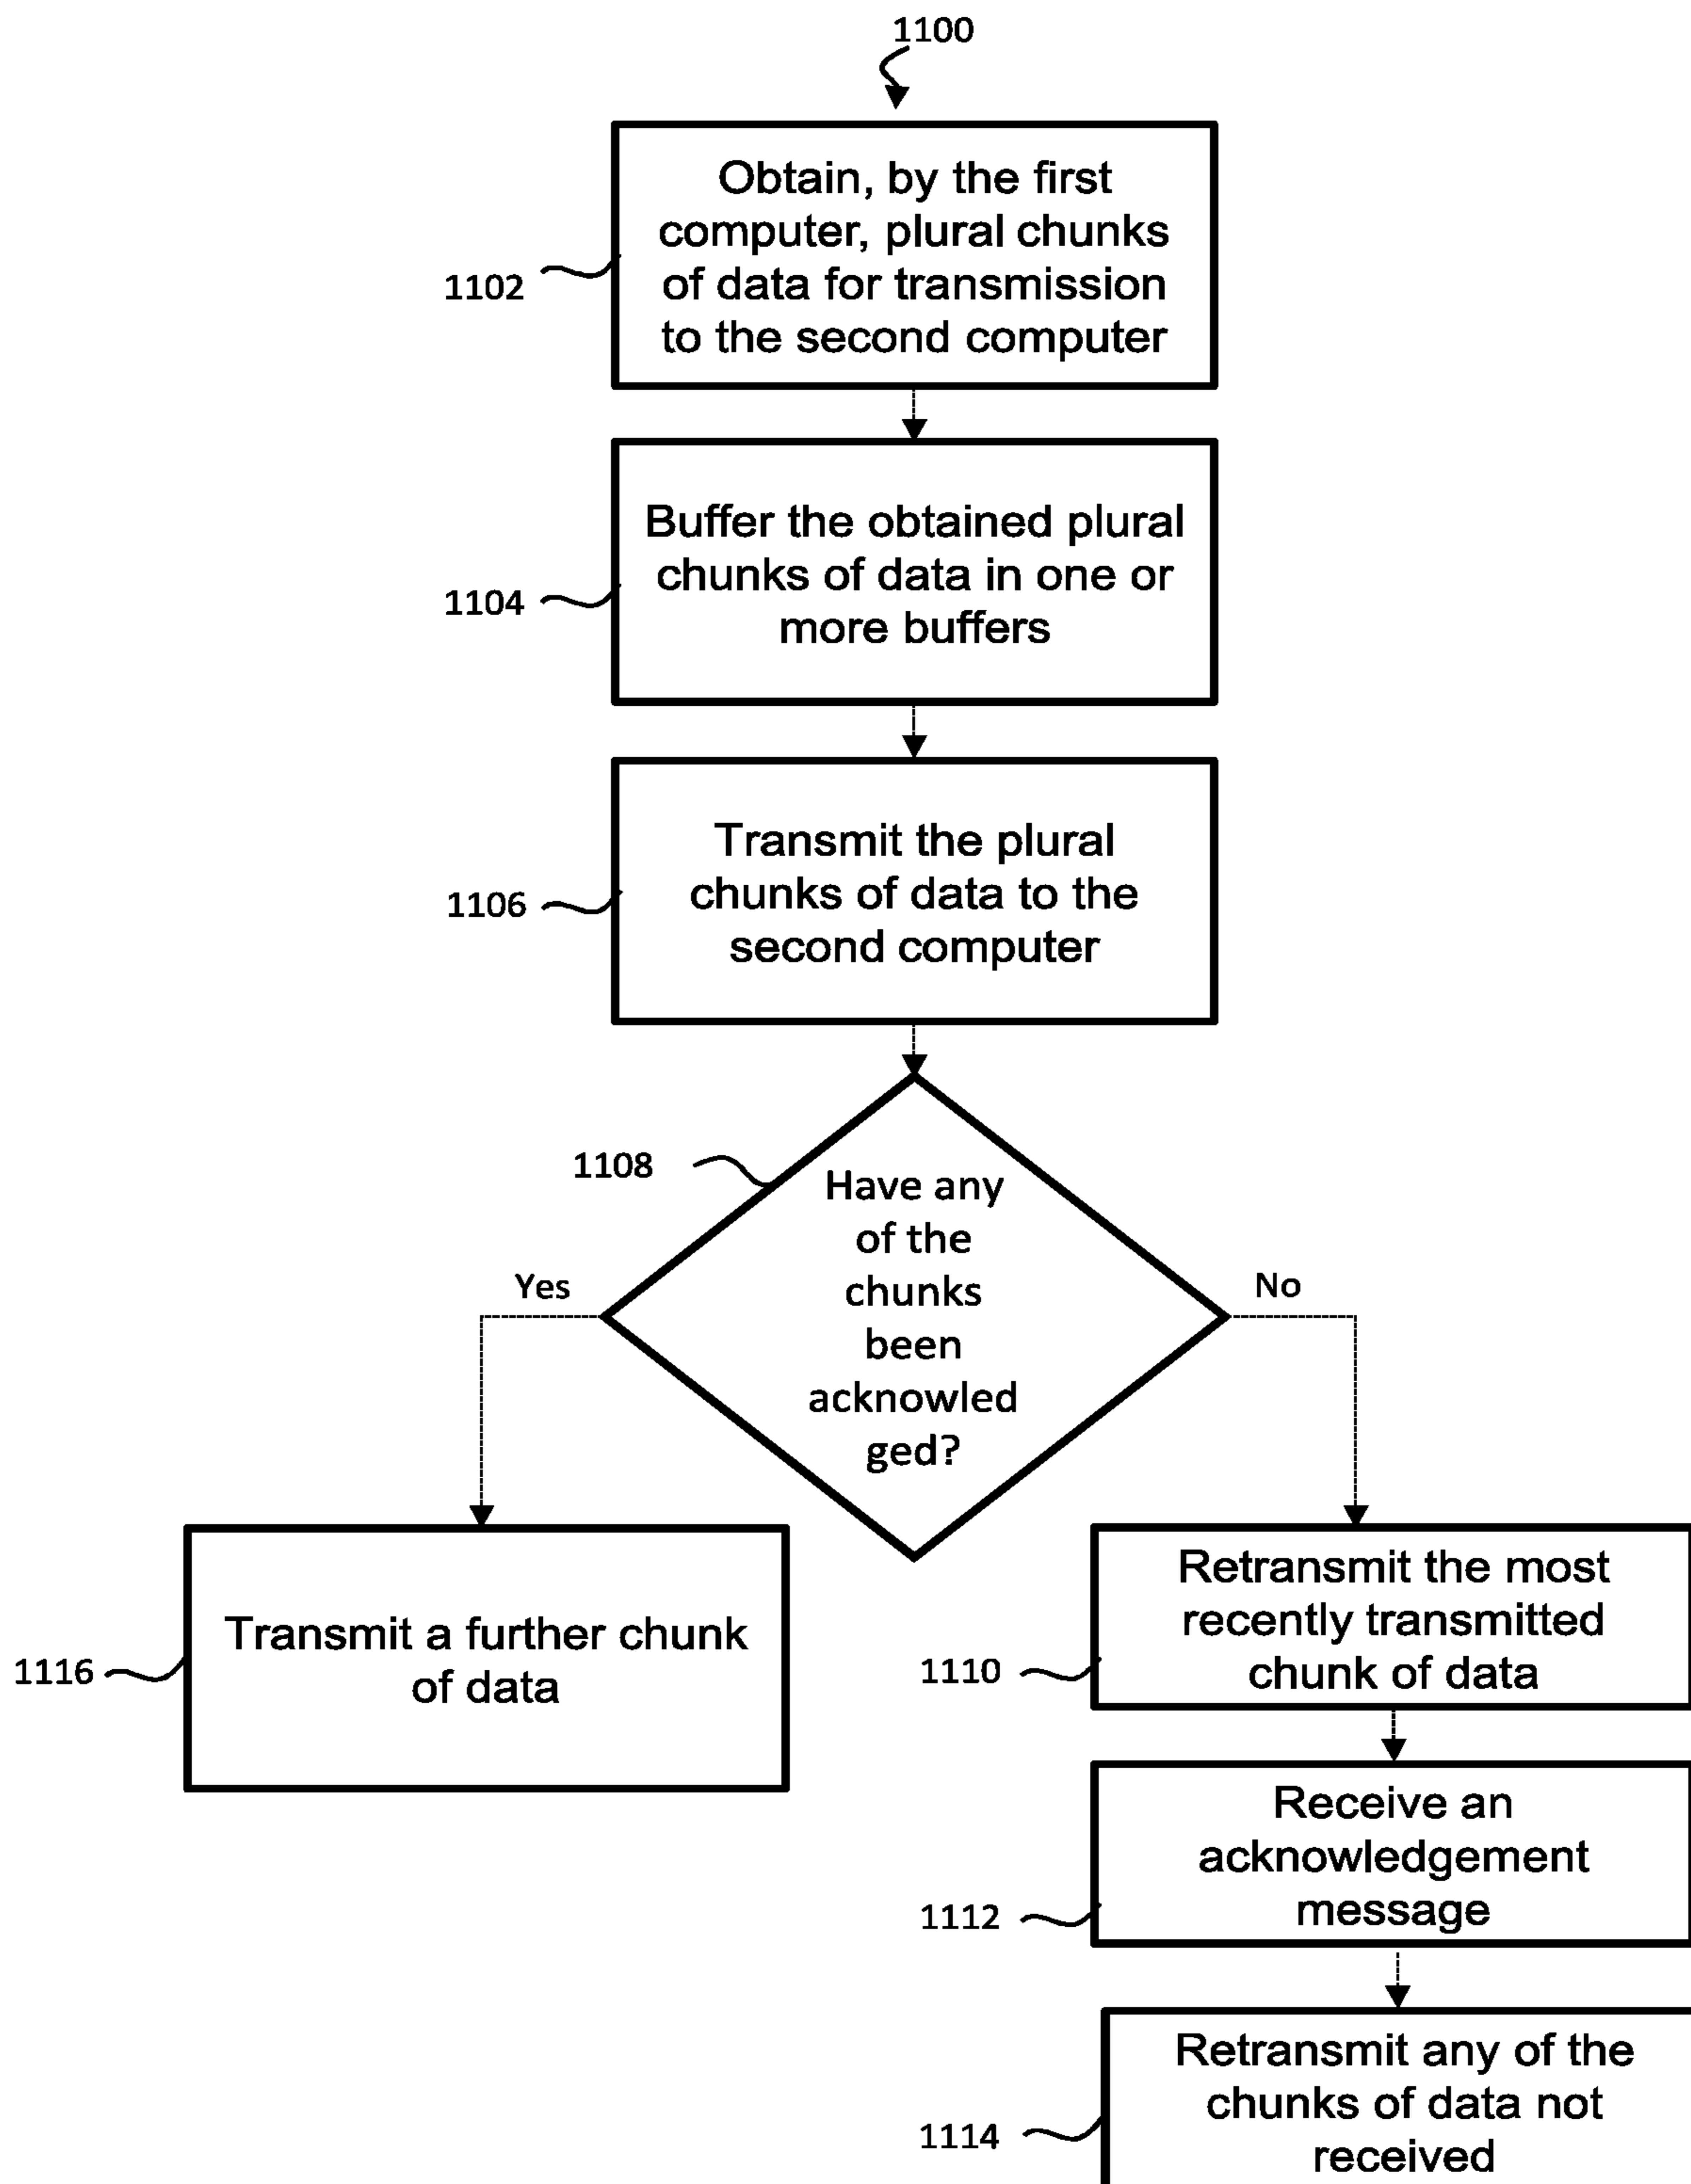 1100
Obtain, by the first
computer, plural chunks
of data for transmission
to the second computer
1102
Buffer the obtained plural
chunks of data in one or
more buffers
1104
Transmit the plural
chunks of data to the
second computer
1106
1108
Have any
of the
chunks
been
acknowled
ged?
Yes
No
Transmit a further chunk
of data
1116
Retransmit the most
recently transmitted
chunk of data
1110
Receive an
acknowledgement
message
1112
Retransmit any of the
chunks of data not
received
1114